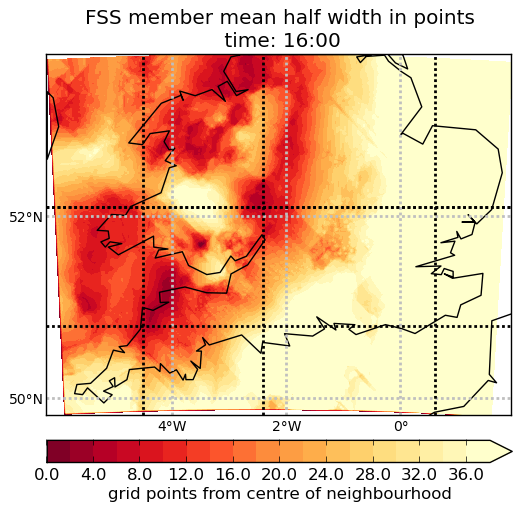 FSS member mean half width in points
time: 16:00
52°N
50°N
4°W 2°W 0°
0.0 4.0 8.0 12.0 16.0 20.0 24.0 28.0 32.0 36.0
grid points from centre of neighbourhood